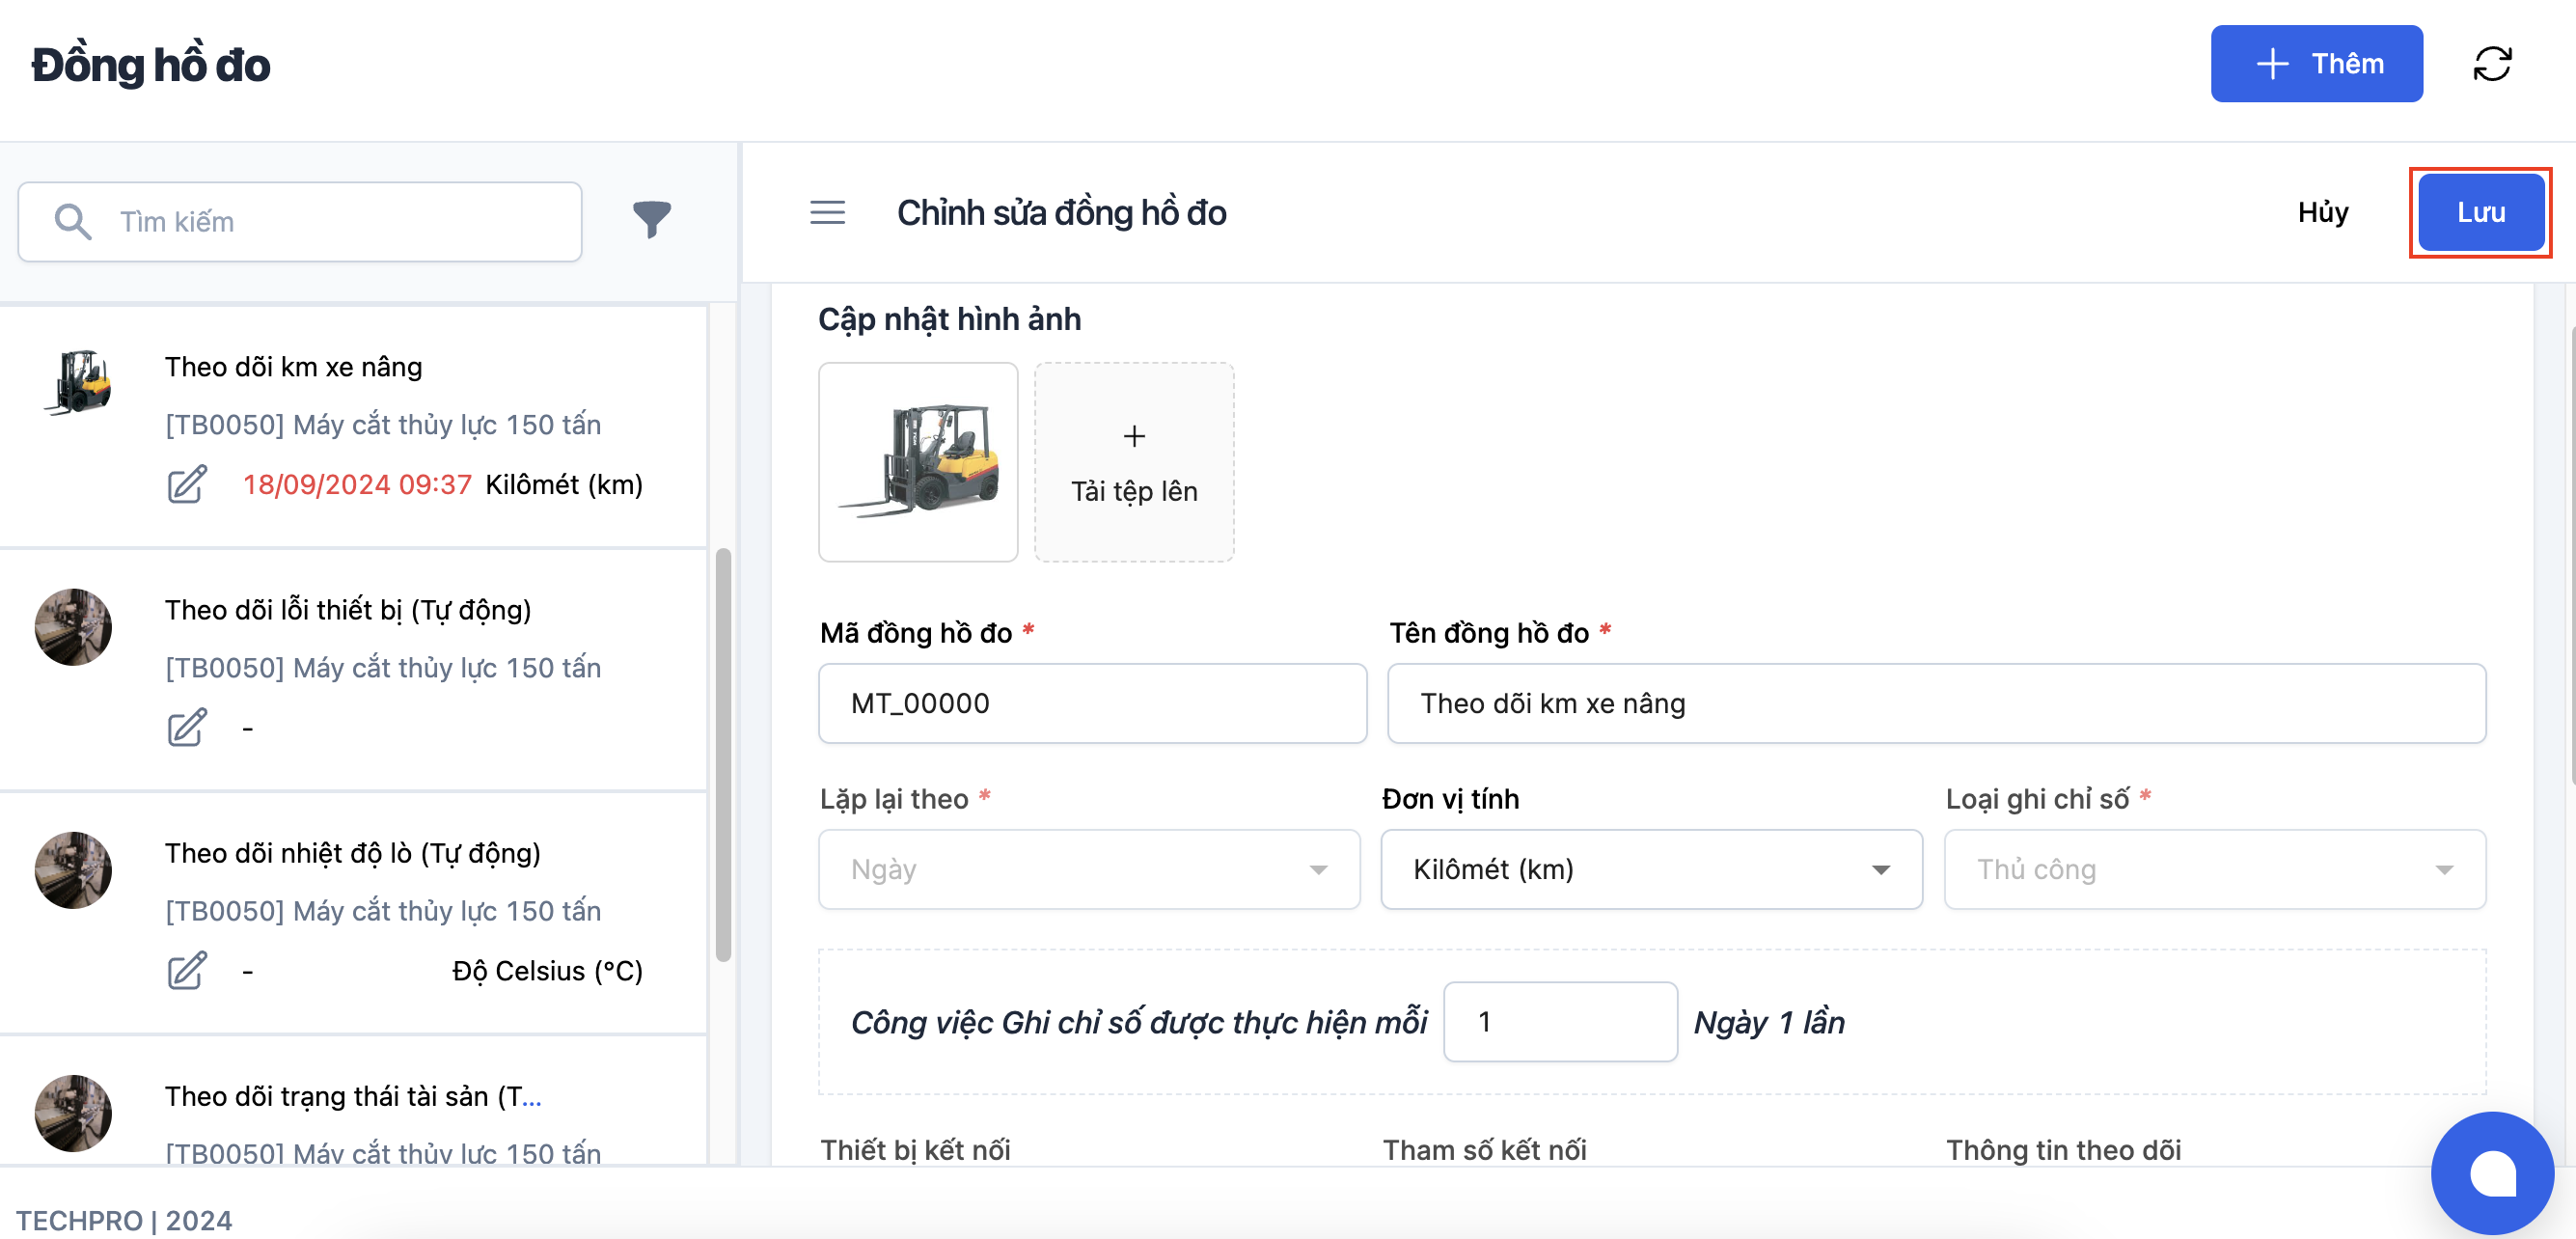 Đồng hồ đo
Thêm
Tìm kiếm
Theo dõi km xe nâng
[TB0050] Máy cắt thủy lực 150 tấn
18/09/2024 09:37 Kilômét (km)
Theo dõi lỗi thiết bị (Tự động)
[TB0050] Máy cắt thủy lực 150 tấn
-
Theo dõi nhiệt độ lò (Tự động)
[TB0050] Máy cắt thủy lực 150 tấn
- Độ Celsius (°C)
Theo dõi trạng thái tài sản (T...
[TB0050] Máy cắt thủy lực 150 tấn
Chỉnh sửa đồng hồ đo
Hủy
Lưu
Cập nhật hình ảnh
+
Tải tệp lên
Mã đồng hồ đo *
Tên đồng hồ đo *
MT_00000
Theo dõi km xe nâng
Lặp lại theo *
Đơn vị tính
Loại ghi chỉ số *
Ngày
Kilômét (km)
Thủ công
Công việc Ghi chỉ số được thực hiện mỗi 1 Ngày 1 lần
Thiết bị kết nối
Tham số kết nối
Thông tin theo dõi
TECHPRO | 2024